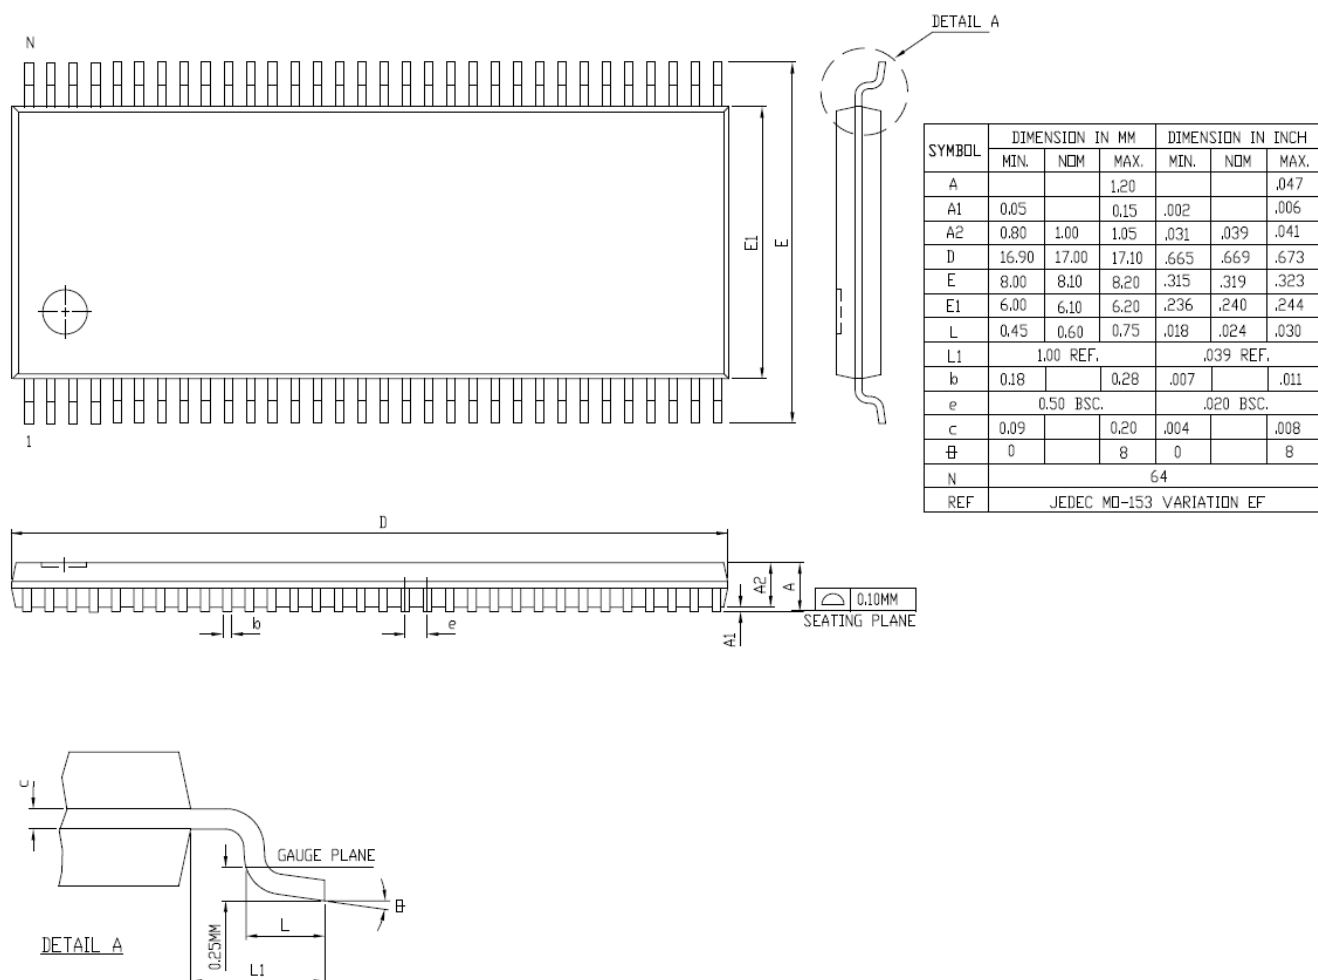 DETAIL A
N
E1
E
1
SYMBOL DIMENSION IN MM DIMENSION IN INCH
MIN. NOM MAX. MIN. NOM MAX.
A 1.20 .047
A1 0.05 0.15 .002 .006
A2 0.80 1.00 1.05 .031 .039 .041
D 16.90 17.00 17.10 .665 .669 .673
E 8.00 8.10 8.20 .315 .319 .323
E1 6.00 6.10 6.20 .236 .240 .244
L 0.45 0.60 0.75 .018 .024 .030
L1 1.00 REF. .039 REF.
b 0.18 0.28 .007 .011
e 0.50 BSC. .020 BSC.
c 0.09 0.20 .004 .008
θ 0 8 0 8
N 64
REF JEDEC MO-153 VARIATION EF
D
A2
A
0.10MM
SEATING PLANE
b
e
A1
c
GAUGE PLANE
θ
0.25MM
L
L1
DETAIL A